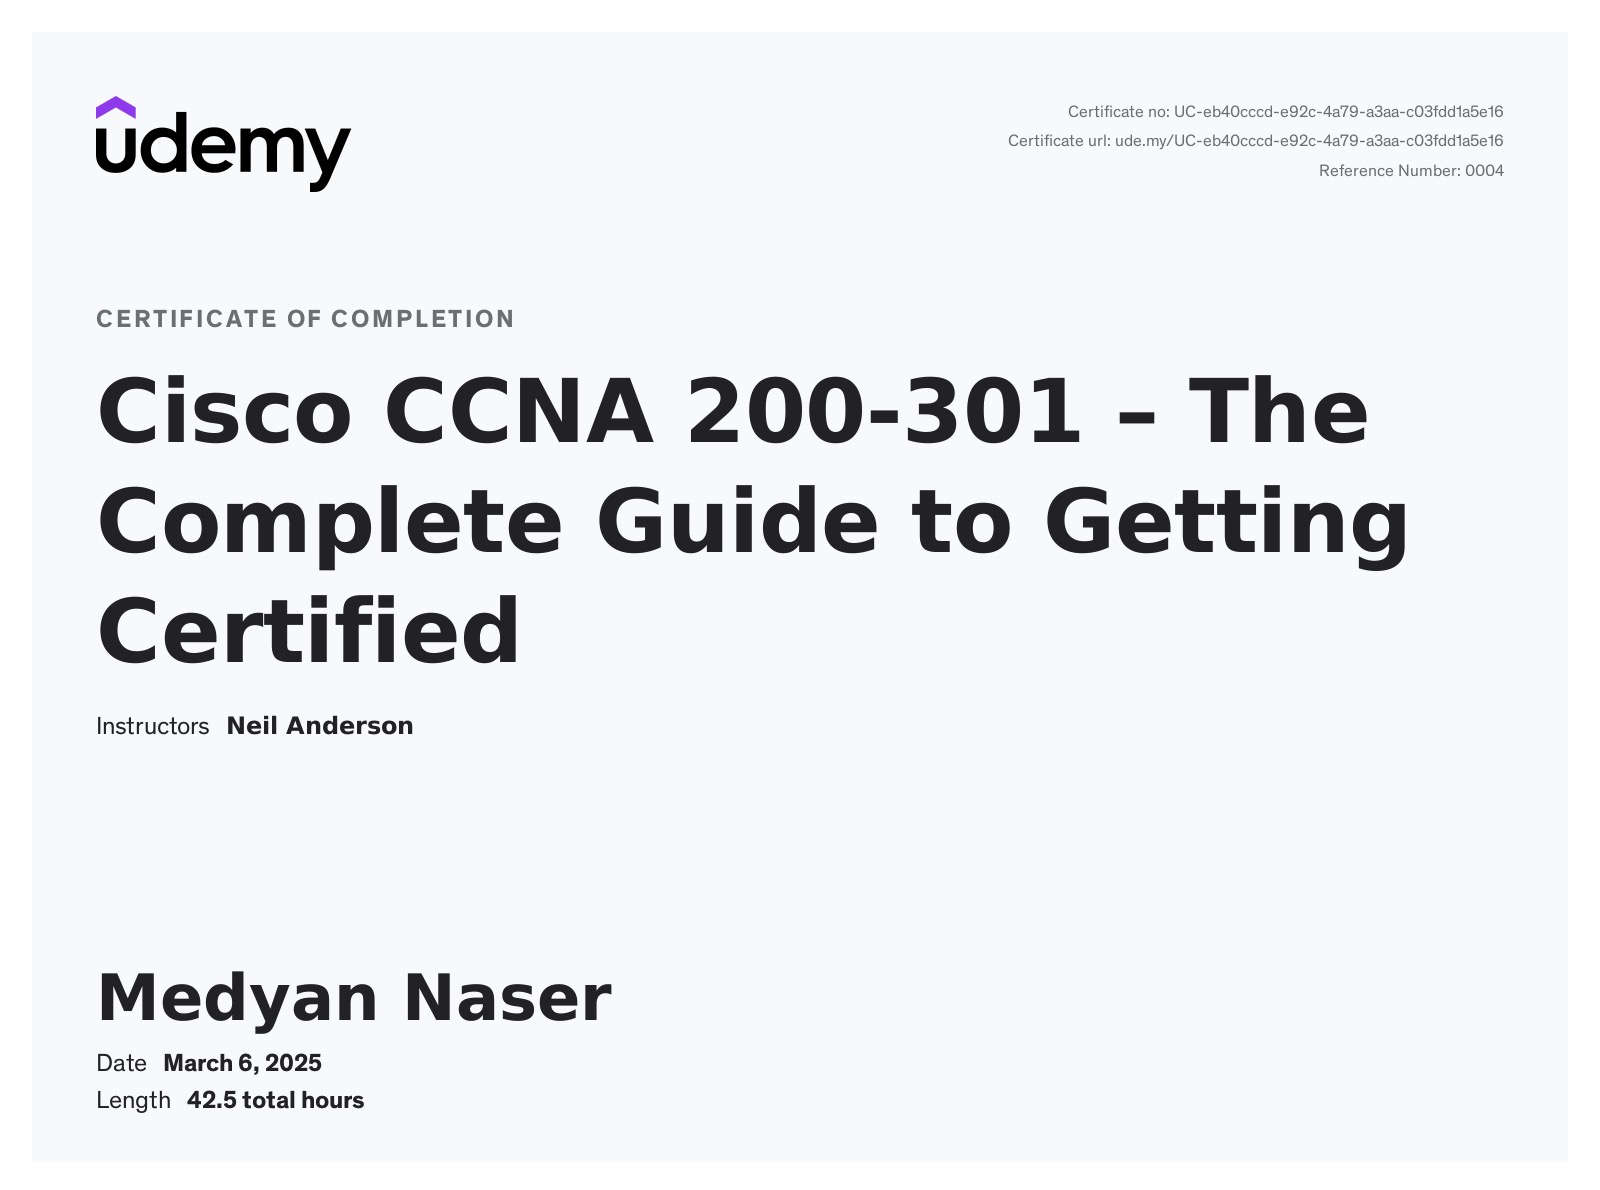 udemy
Certificate no: UC-eb40cccd-e92c-4a79-a3aa-c03fdd1a5e16
Certificate url: ude.my/UC-eb40cccd-e92c-4a79-a3aa-c03fdd1a5e16
Reference Number: 0004
CERTIFICATE OF COMPLETION
Cisco CCNA 200-301 – The
Complete Guide to Getting
Certified
Instructors Neil Anderson
Medyan Naser
Date March 6, 2025
Length 42.5 total hours